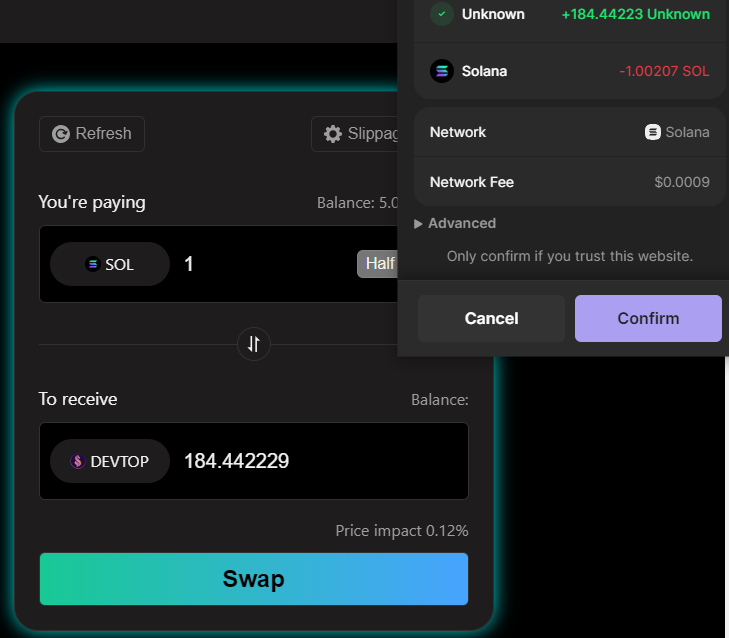 Unknown +184.44223 Unknown
Solana -1.00207 SOL
Network Solana
Network Fee $0.0009
Advanced
Only confirm if you trust this website.
Cancel Confirm
Refresh Slippag
You're paying Balance: 5.0
SOL 1 Half
To receive Balance:
DEVTOP 184.442229
Price impact 0.12%
Swap